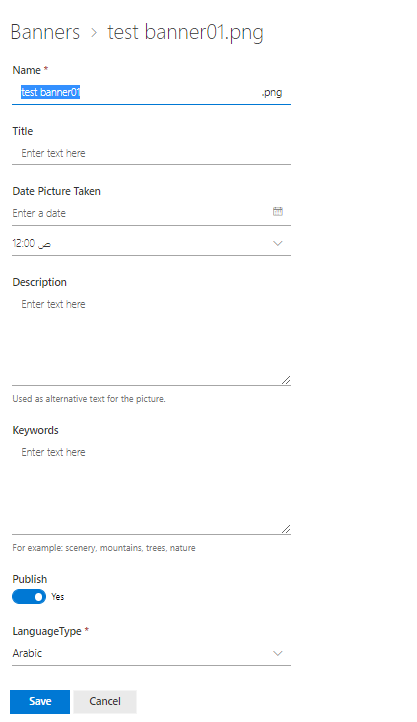 Banners > test banner01.png
Name *
test banner01 .png
Title
Enter text here
Date Picture Taken
Enter a date
12:00 ص
Description
Enter text here
Used as alternative text for the picture.
Keywords
Enter text here
For example: scenery, mountains, trees, nature
Publish
Yes
LanguageType *
Arabic
Save Cancel